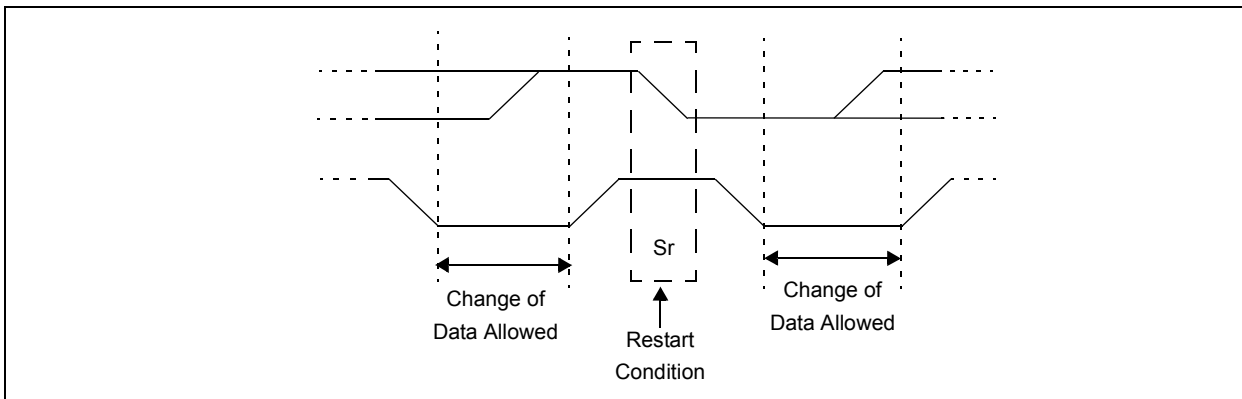 Sr
Change of
Data Allowed
Restart
Condition
Change of
Data Allowed